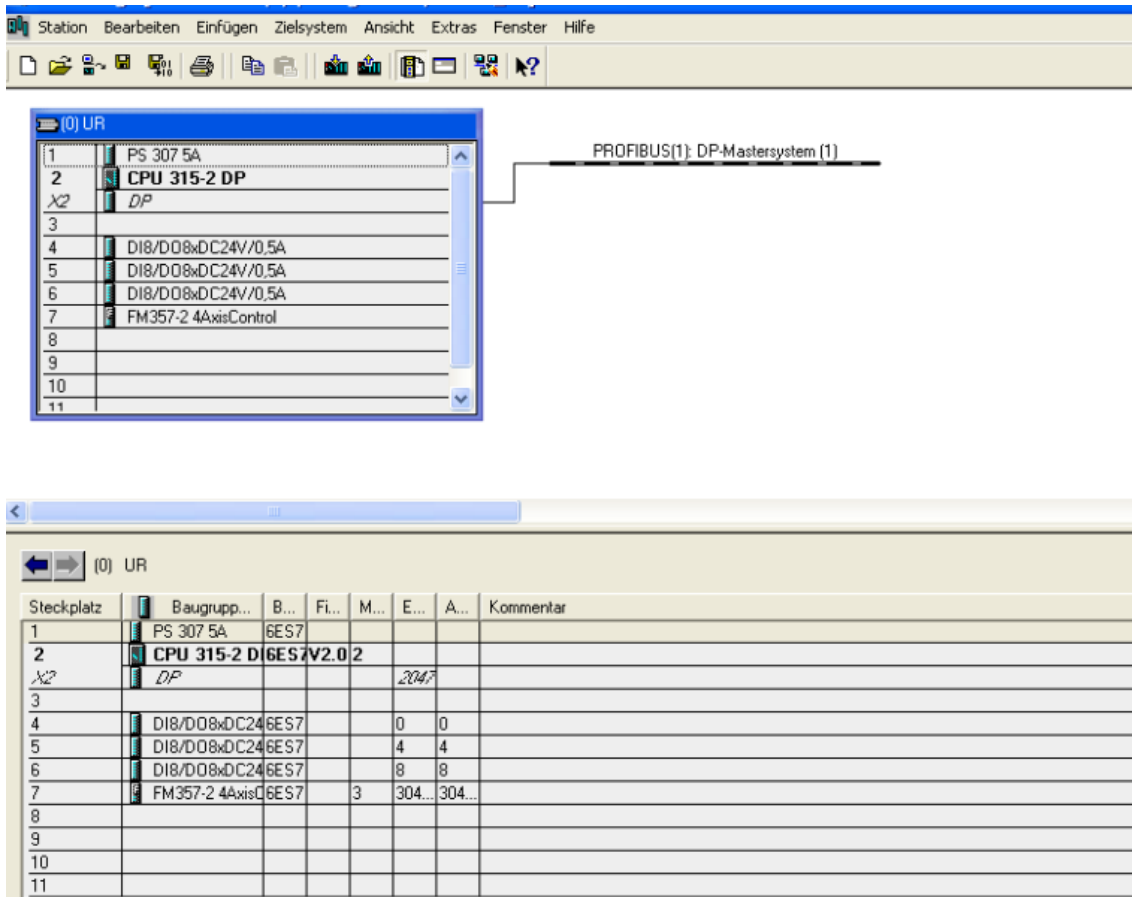 Station Bearbeiten Einfügen Zielsystem Ansicht Extras Fenster Hilfe
(0) UR
1 PS 307 5A
2 CPU 315-2 DP
X2 DP
3
4 DI8/DO8xDC24V/0,5A
5 DI8/DO8xDC24V/0,5A
6 DI8/DO8xDC24V/0,5A
7 FM357-2 4AxisControl
8
9
10
11
PROFIBUS(1): DP-Mastersystem (1)
(0) UR
Steckplatz Baugrupp... B... Fi... M... E... A... Kommentar
1 PS 307 5A 6ES7
2 CPU 315-2 D 6ES7 V2.0 2
X2 DP 2047
3
4 DI8/DO8xDC24 6ES7 0 0
5 DI8/DO8xDC24 6ES7 4 4
6 DI8/DO8xDC24 6ES7 8 8
7 FM357-2 4AxisC 6ES7 3 304... 304...
8
9
10
11